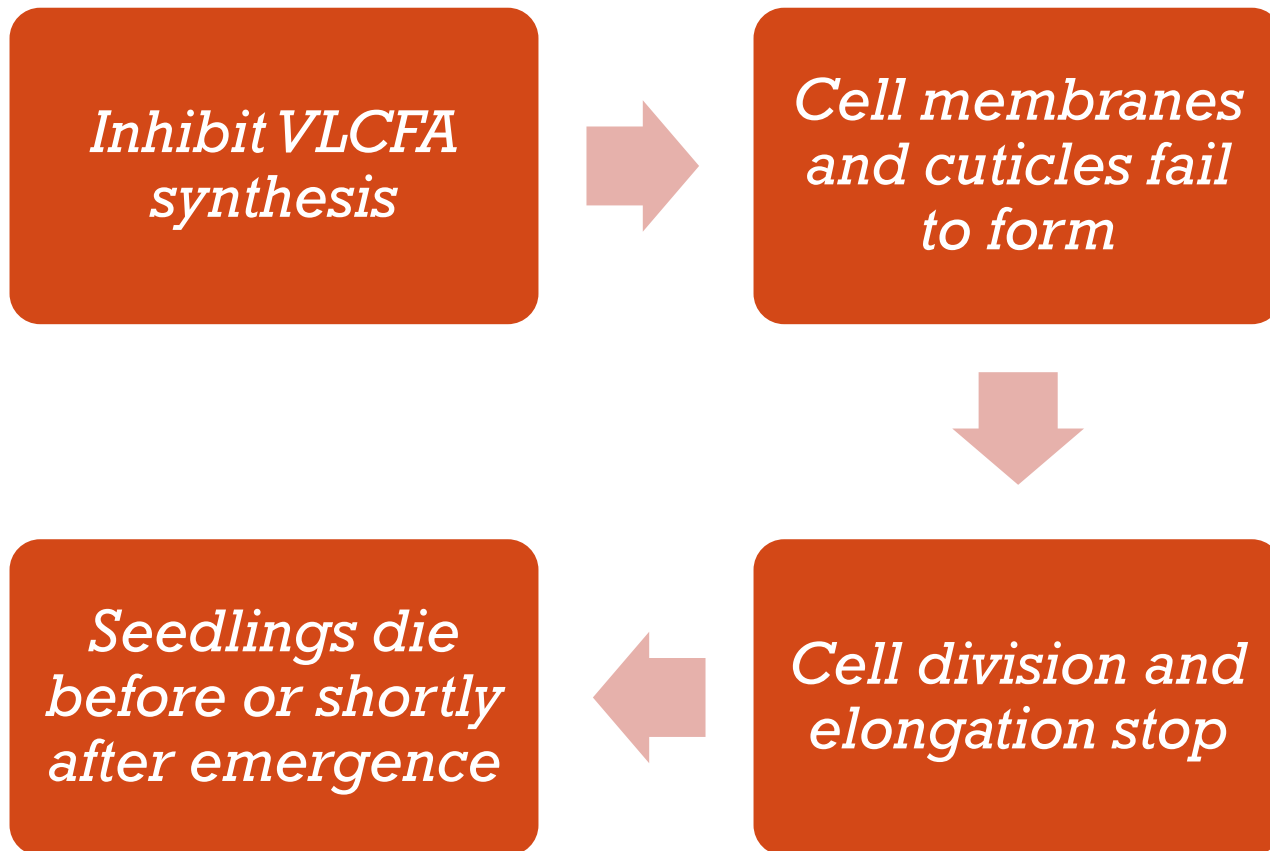 Inhibit VLCFA
synthesis
Cell membranes
and cuticles fail
to form
Cell division and
elongation stop
Seedlings die
before or shortly
after emergence